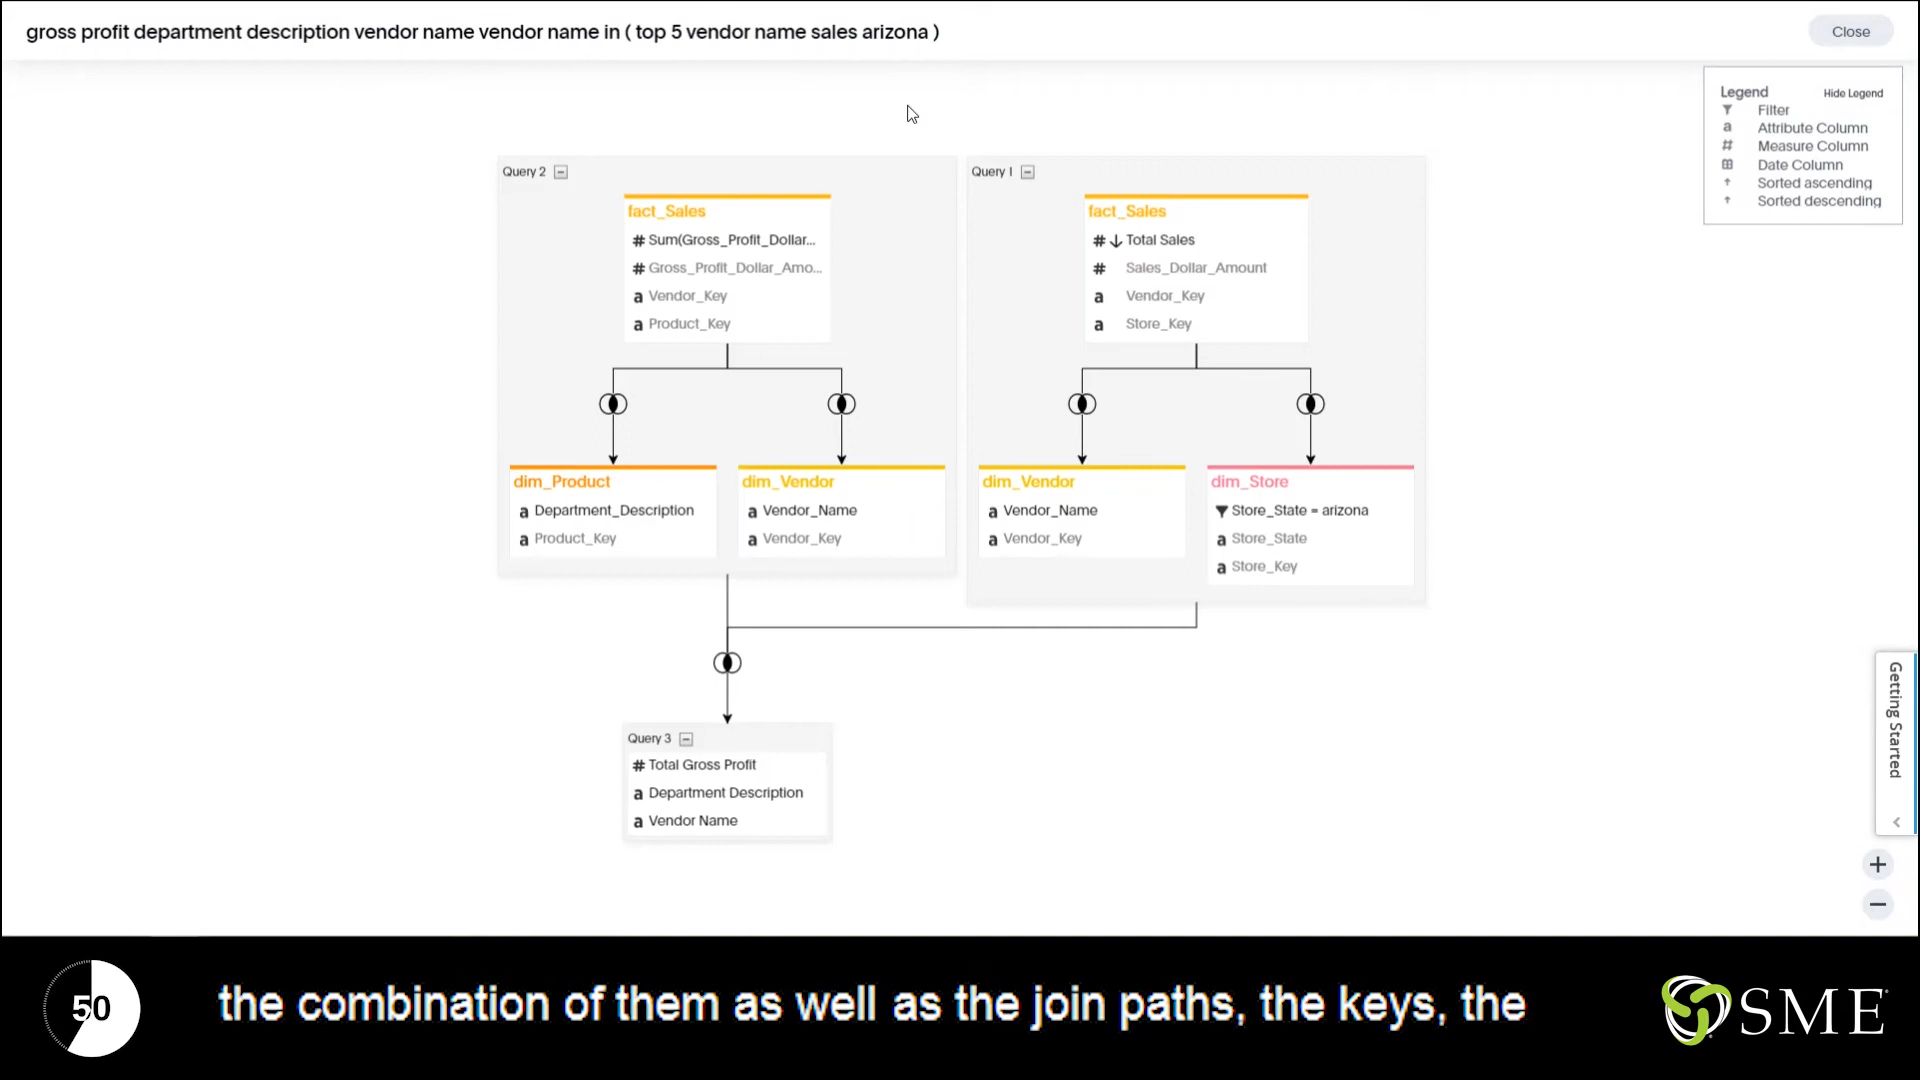 gross profit department description vendor name vendor name in ( top 5 vendor name sales arizona )
Close
Legend Hide Legend
Filter
a Attribute Column
# Measure Column
Date Column
↑ Sorted ascending
↑ Sorted descending
Query 2
fact_Sales
# Sum(Gross_Profit_Dollar...
# Gross_Profit_Dollar_Amo...
a Vendor_Key
a Product_Key
dim_Product
a Department_Description
a Product_Key
dim_Vendor
a Vendor_Name
a Vendor_Key
Query 1
fact_Sales
# ↓ Total Sales
# Sales_Dollar_Amount
a Vendor_Key
a Store_Key
dim_Vendor
a Vendor_Name
a Vendor_Key
dim_Store
Store_State = arizona
a Store_State
a Store_Key
Query 3
# Total Gross Profit
a Department Description
a Vendor Name
Getting Started
50
the combination of them as well as the join paths, the keys, the
SME